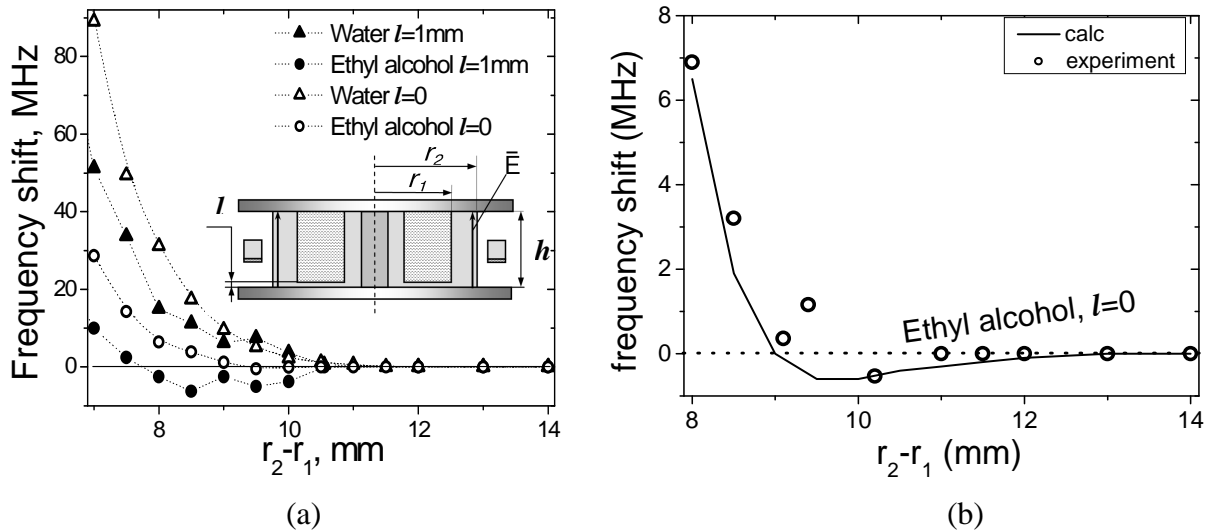 80
60
40
20
0
Frequency shift, MHz
Water l=1mm
Ethyl alcohol l=1mm
Water l=0
Ethyl alcohol l=0
r2
r1
Ē
l
h
8
10
12
14
r2-r1, mm
(a)
8
6
4
2
0
frequency shift (MHz)
calc
experiment
Ethyl alcohol, l=0
8
10
12
14
r2-r1 (mm)
(b)